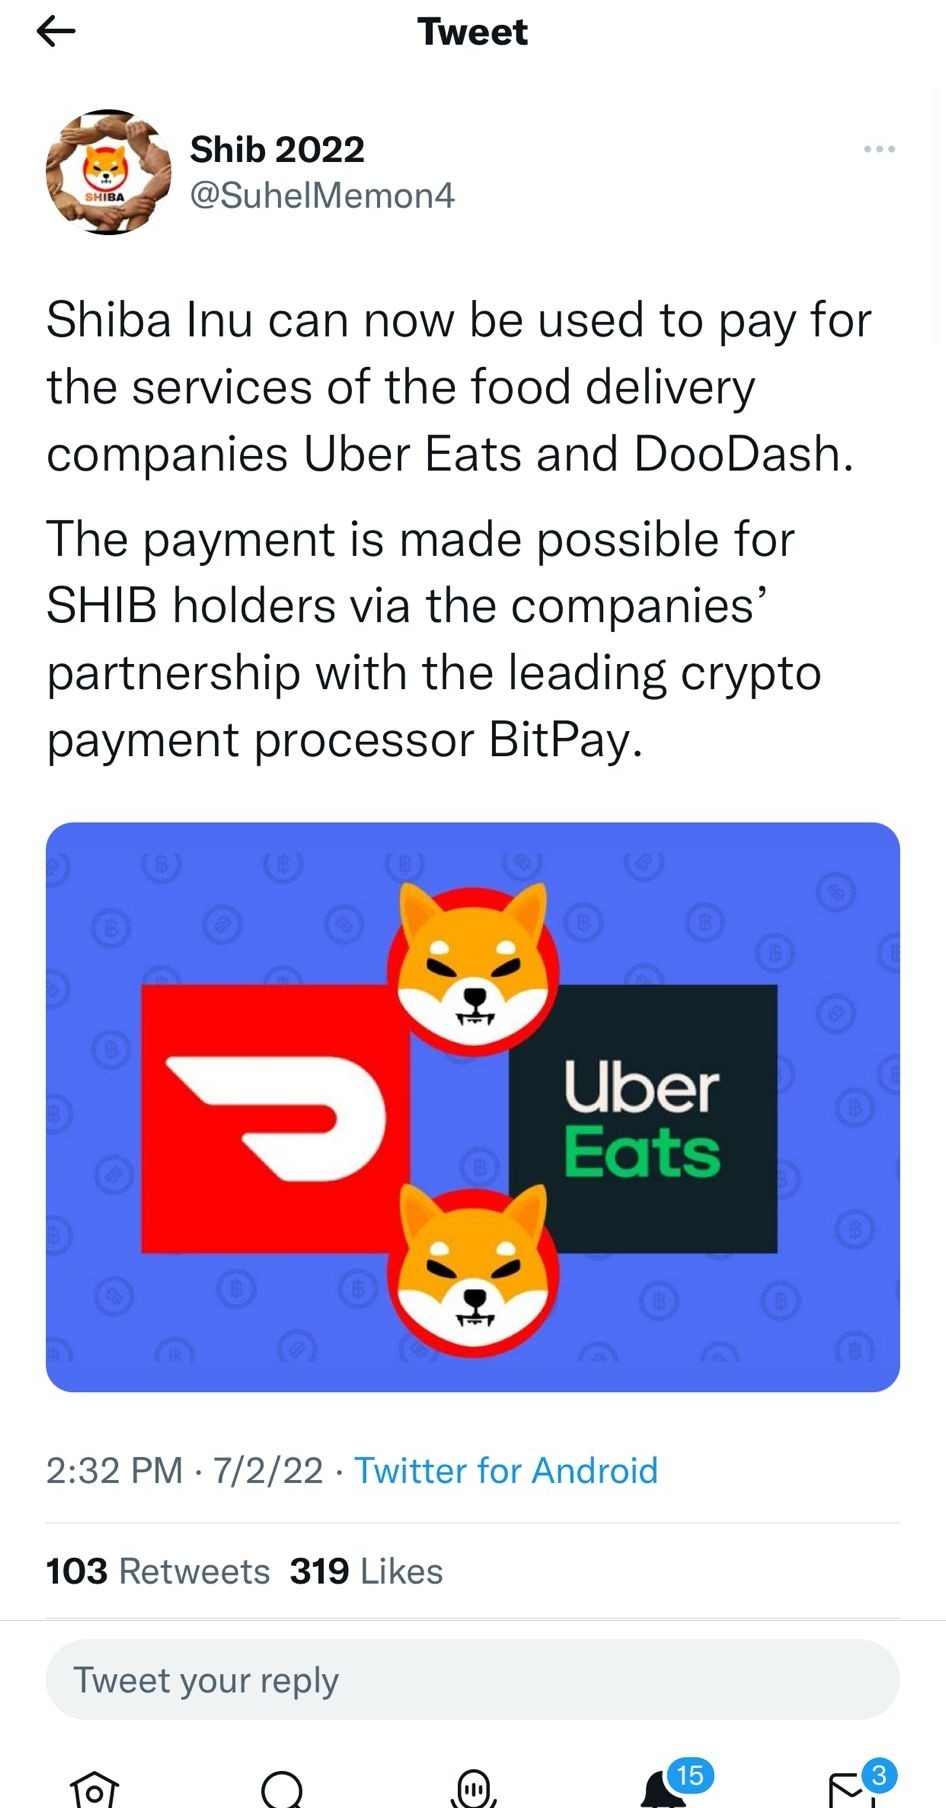 Tweet
Shib 2022
@SuhelMemon4
SHIBA
Shiba Inu can now be used to pay for
the services of the food delivery
companies Uber Eats and DooDash.
The payment is made possible for
SHIB holders via the companies’
partnership with the leading crypto
payment processor BitPay.
Uber
Eats
2:32 PM · 7/2/22 · Twitter for Android
103 Retweets 319 Likes
Tweet your reply
15
3